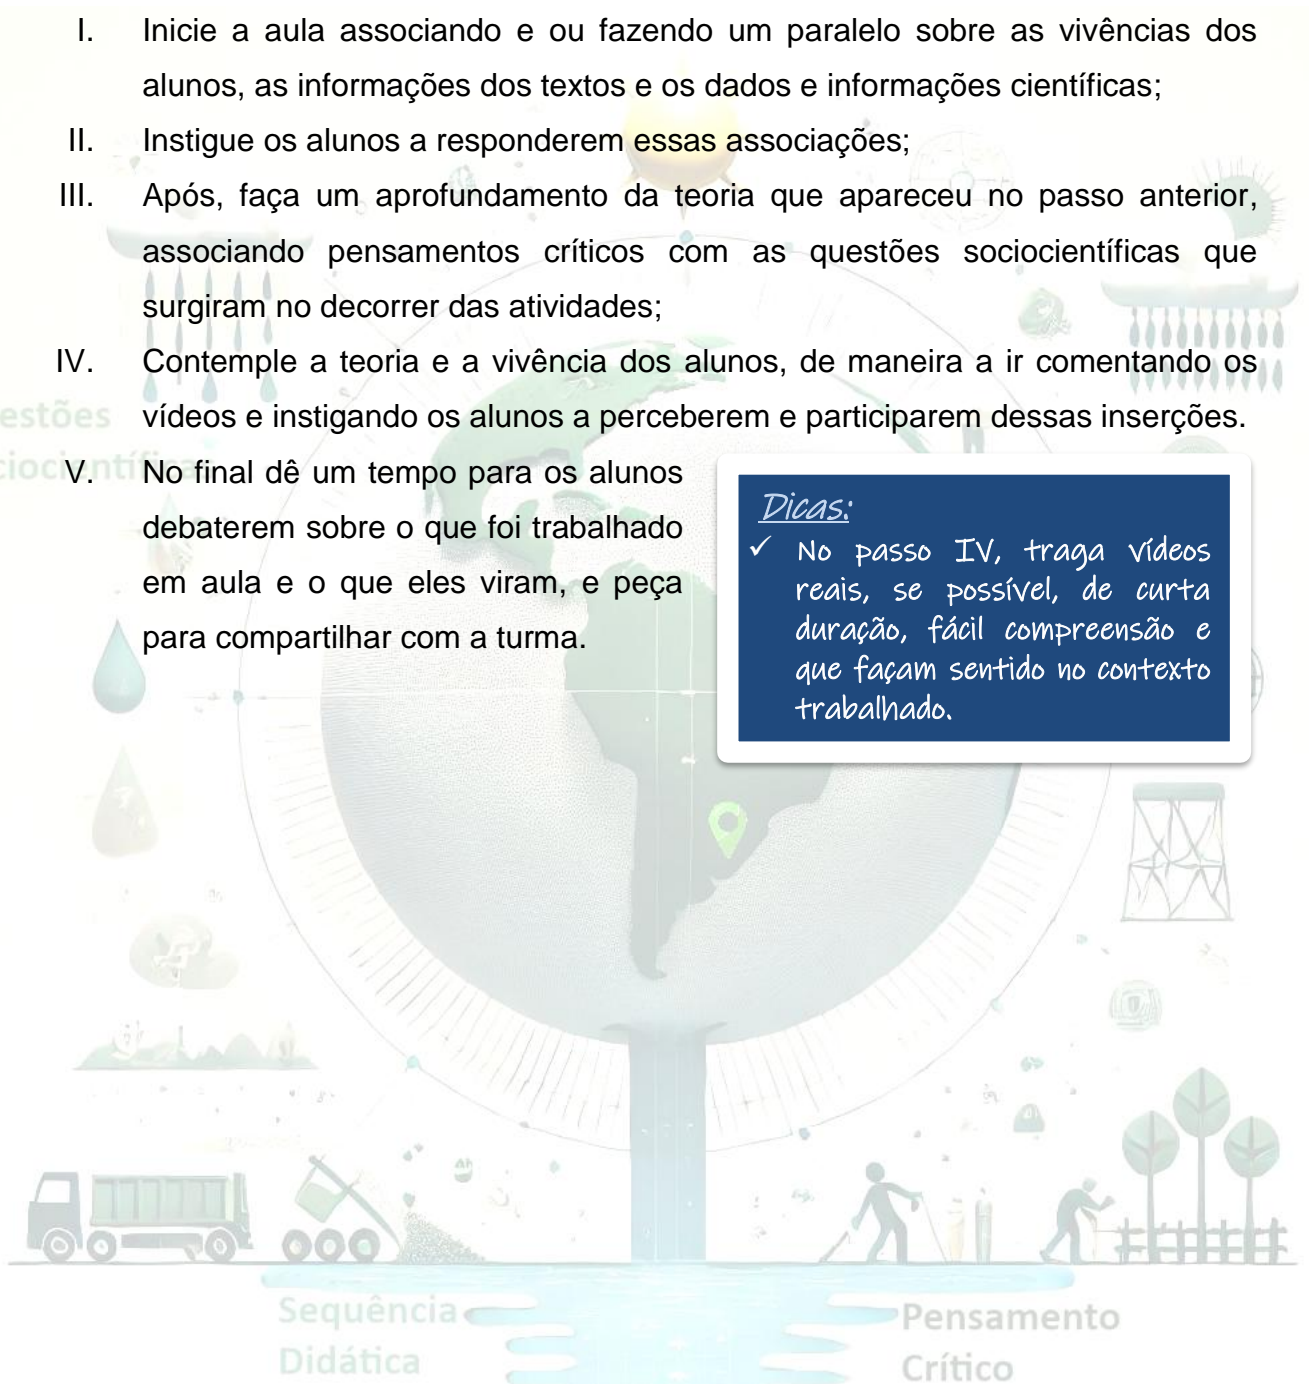 I. Inicie a aula associando e ou fazendo um paralelo sobre as vivências dos
alunos, as informações dos textos e os dados e informações científicas;
II. Instigue os alunos a responderem essas associações;
III. Após, faça um aprofundamento da teoria que apareceu no passo anterior,
associando pensamentos críticos com as questões sociocientíficas que
surgiram no decorrer das atividades;
IV. Contemple a teoria e a vivência dos alunos, de maneira a ir comentando os
vídeos e instigando os alunos a perceberem e participarem dessas inserções.
estões
ciocientíf
V. No final dê um tempo para os alunos
debaterem sobre o que foi trabalhado
em aula e o que eles viram, e peça
para compartilhar com a turma.
Dicas:
✓ No passo IV, traga vídeos
reais, se possível, de curta
duração, fácil compreensão e
que façam sentido no contexto
trabalhado.
Sequência
Didática
Pensamento
Crítico